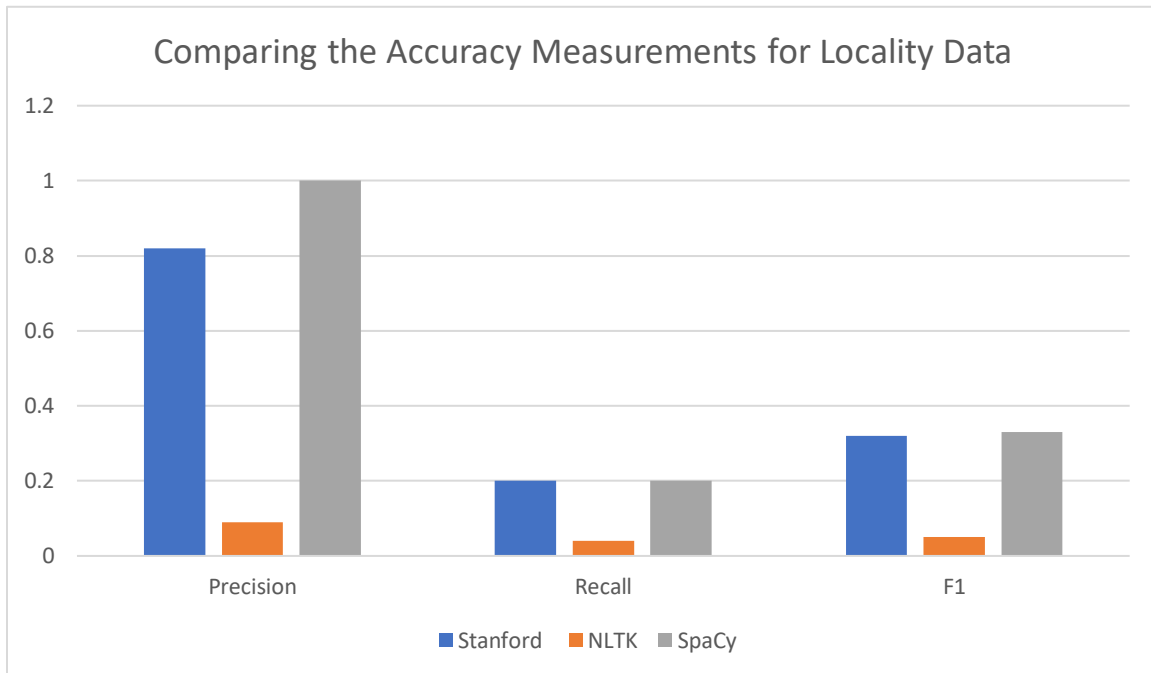 Comparing the Accuracy Measurements for Locality Data
1.2
1
0.8
0.6
0.4
0.2
0
Precision Recall F1
Stanford NLTK SpaCy